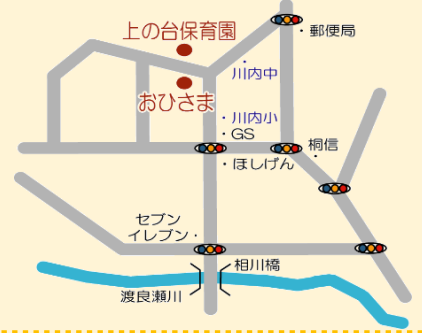 上の台保育園
・郵便局
川内中
おひさま
・川内小
・GS
桐信
・ほしげん
セブン
イレブン・
相川橋
渡良瀬川